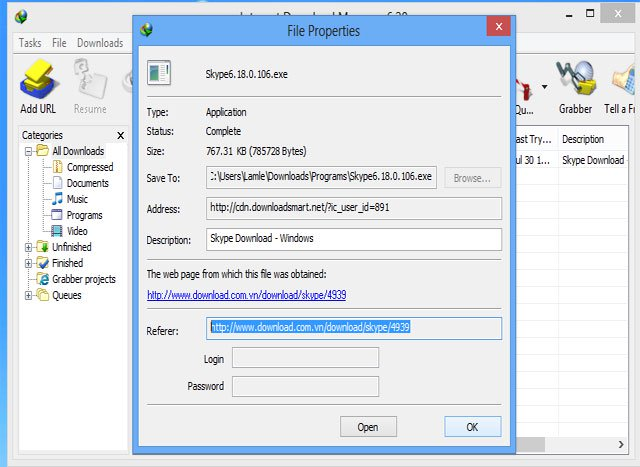 Tasks File Downloads
File Properties
Skype6.18.0.106.exe
Type: Application
Status: Complete
Size: 767.31 KB (785728 Bytes)
Save To: C:\Users\Lamle\Downloads\Programs\Skype6.18.0.106.exe Browse...
Address: http://cdn.downloadsmart.net/?ic_user_id=891
Description: Skype Download - Windows
The web page from which this file was obtained:
http://www.download.com.vn/download/skype/4939
Referer: http://www.download.com.vn/download/skype/4939
Login
Password
Open OK
Add URL
Resume
Qu...
Grabber
Tell a Fr
Categories X
All Downloads
Compressed
Documents
Music
Programs
Video
Unfinished
Finished
Grabber projects
Queues
ast Try... Description
ul 30 1... Skype Download -